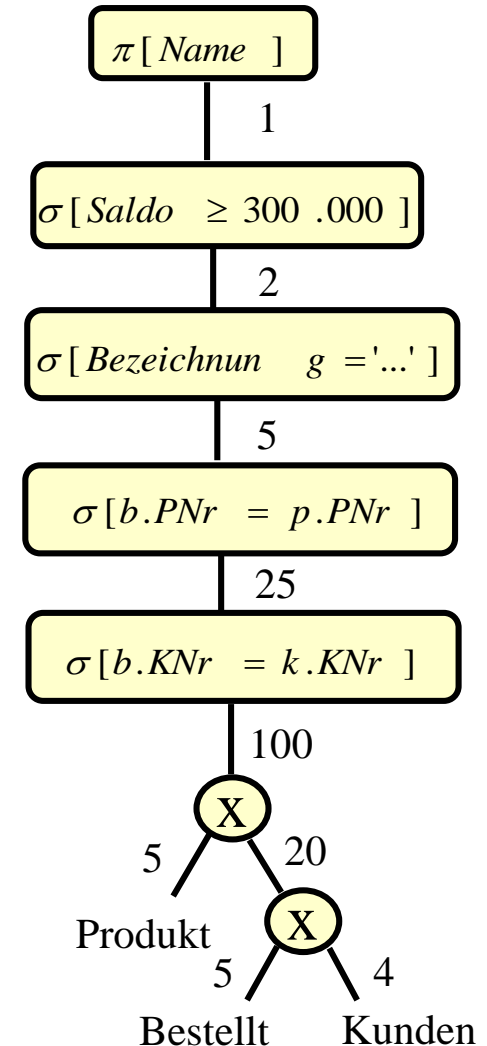 π [ Name ]
1
σ [ Saldo ≥ 300 .000 ]
2
σ [ Bezeichnun g = '...' ]
5
σ [ b .PNr = p .PNr ]
25
σ [ b .KNr = k .KNr ]
100
X
5 20
Produkt X
5 4
Bestellt Kunden